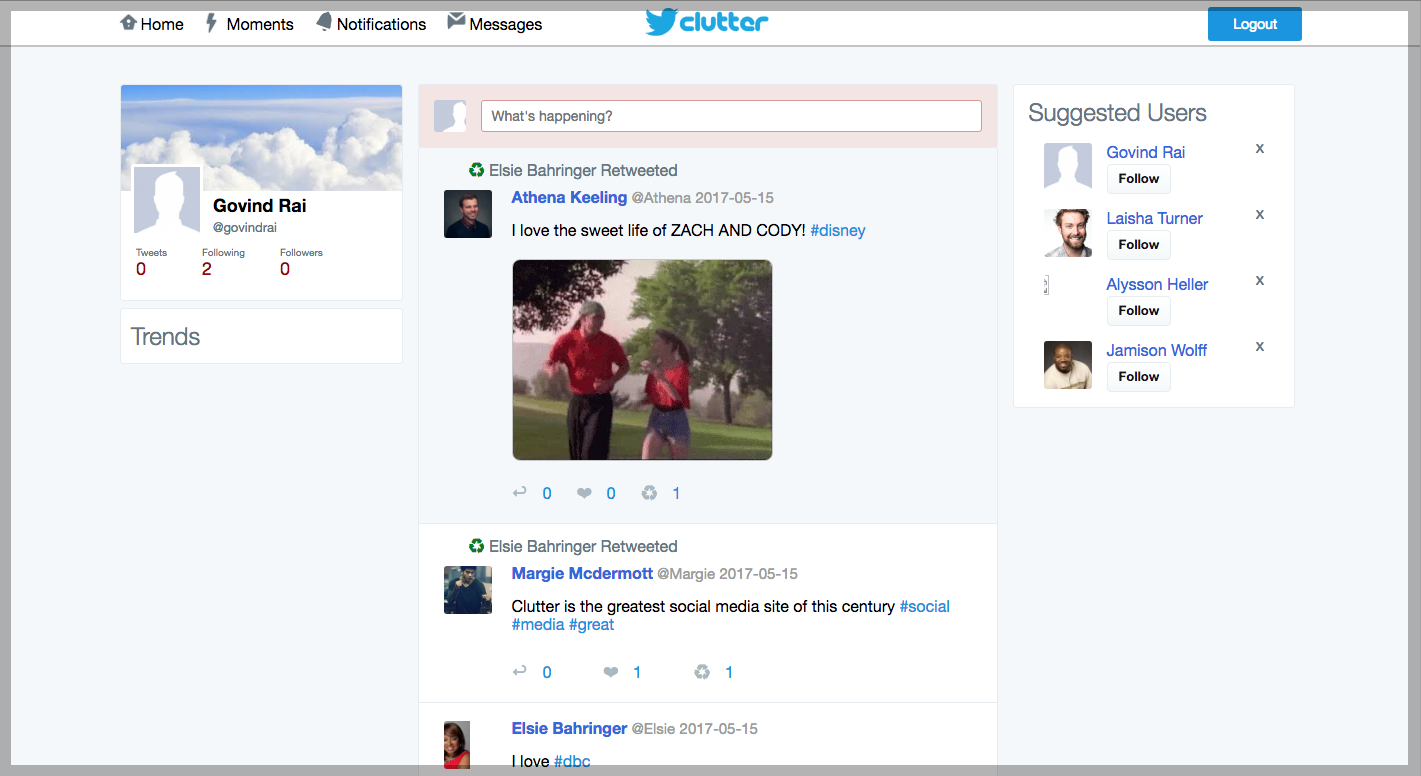 Home Moments Notifications Messages clutter Logout
Govind Rai
@govindrai
Tweets Following Followers
0 2 0
Trends
What's happening?
Elsie Bahringer Retweeted
Athena Keeling @Athena 2017-05-15
I love the sweet life of ZACH AND CODY! #disney
0 0 1
Elsie Bahringer Retweeted
Margie Mcdermott @Margie 2017-05-15
Clutter is the greatest social media site of this century #social
#media #great
0 1 1
Elsie Bahringer @Elsie 2017-05-15
I love #dbc
Suggested Users
Govind Rai x
Follow
Laisha Turner x
Follow
Alysson Heller x
Follow
Jamison Wolff x
Follow